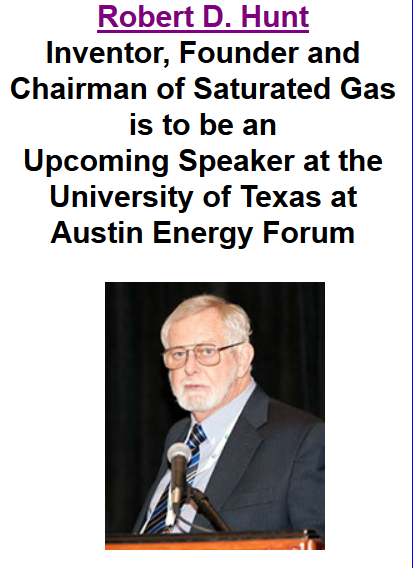 Robert D. Hunt
Inventor, Founder and
Chairman of Saturated Gas
is to be an
Upcoming Speaker at the
University of Texas at
Austin Energy Forum